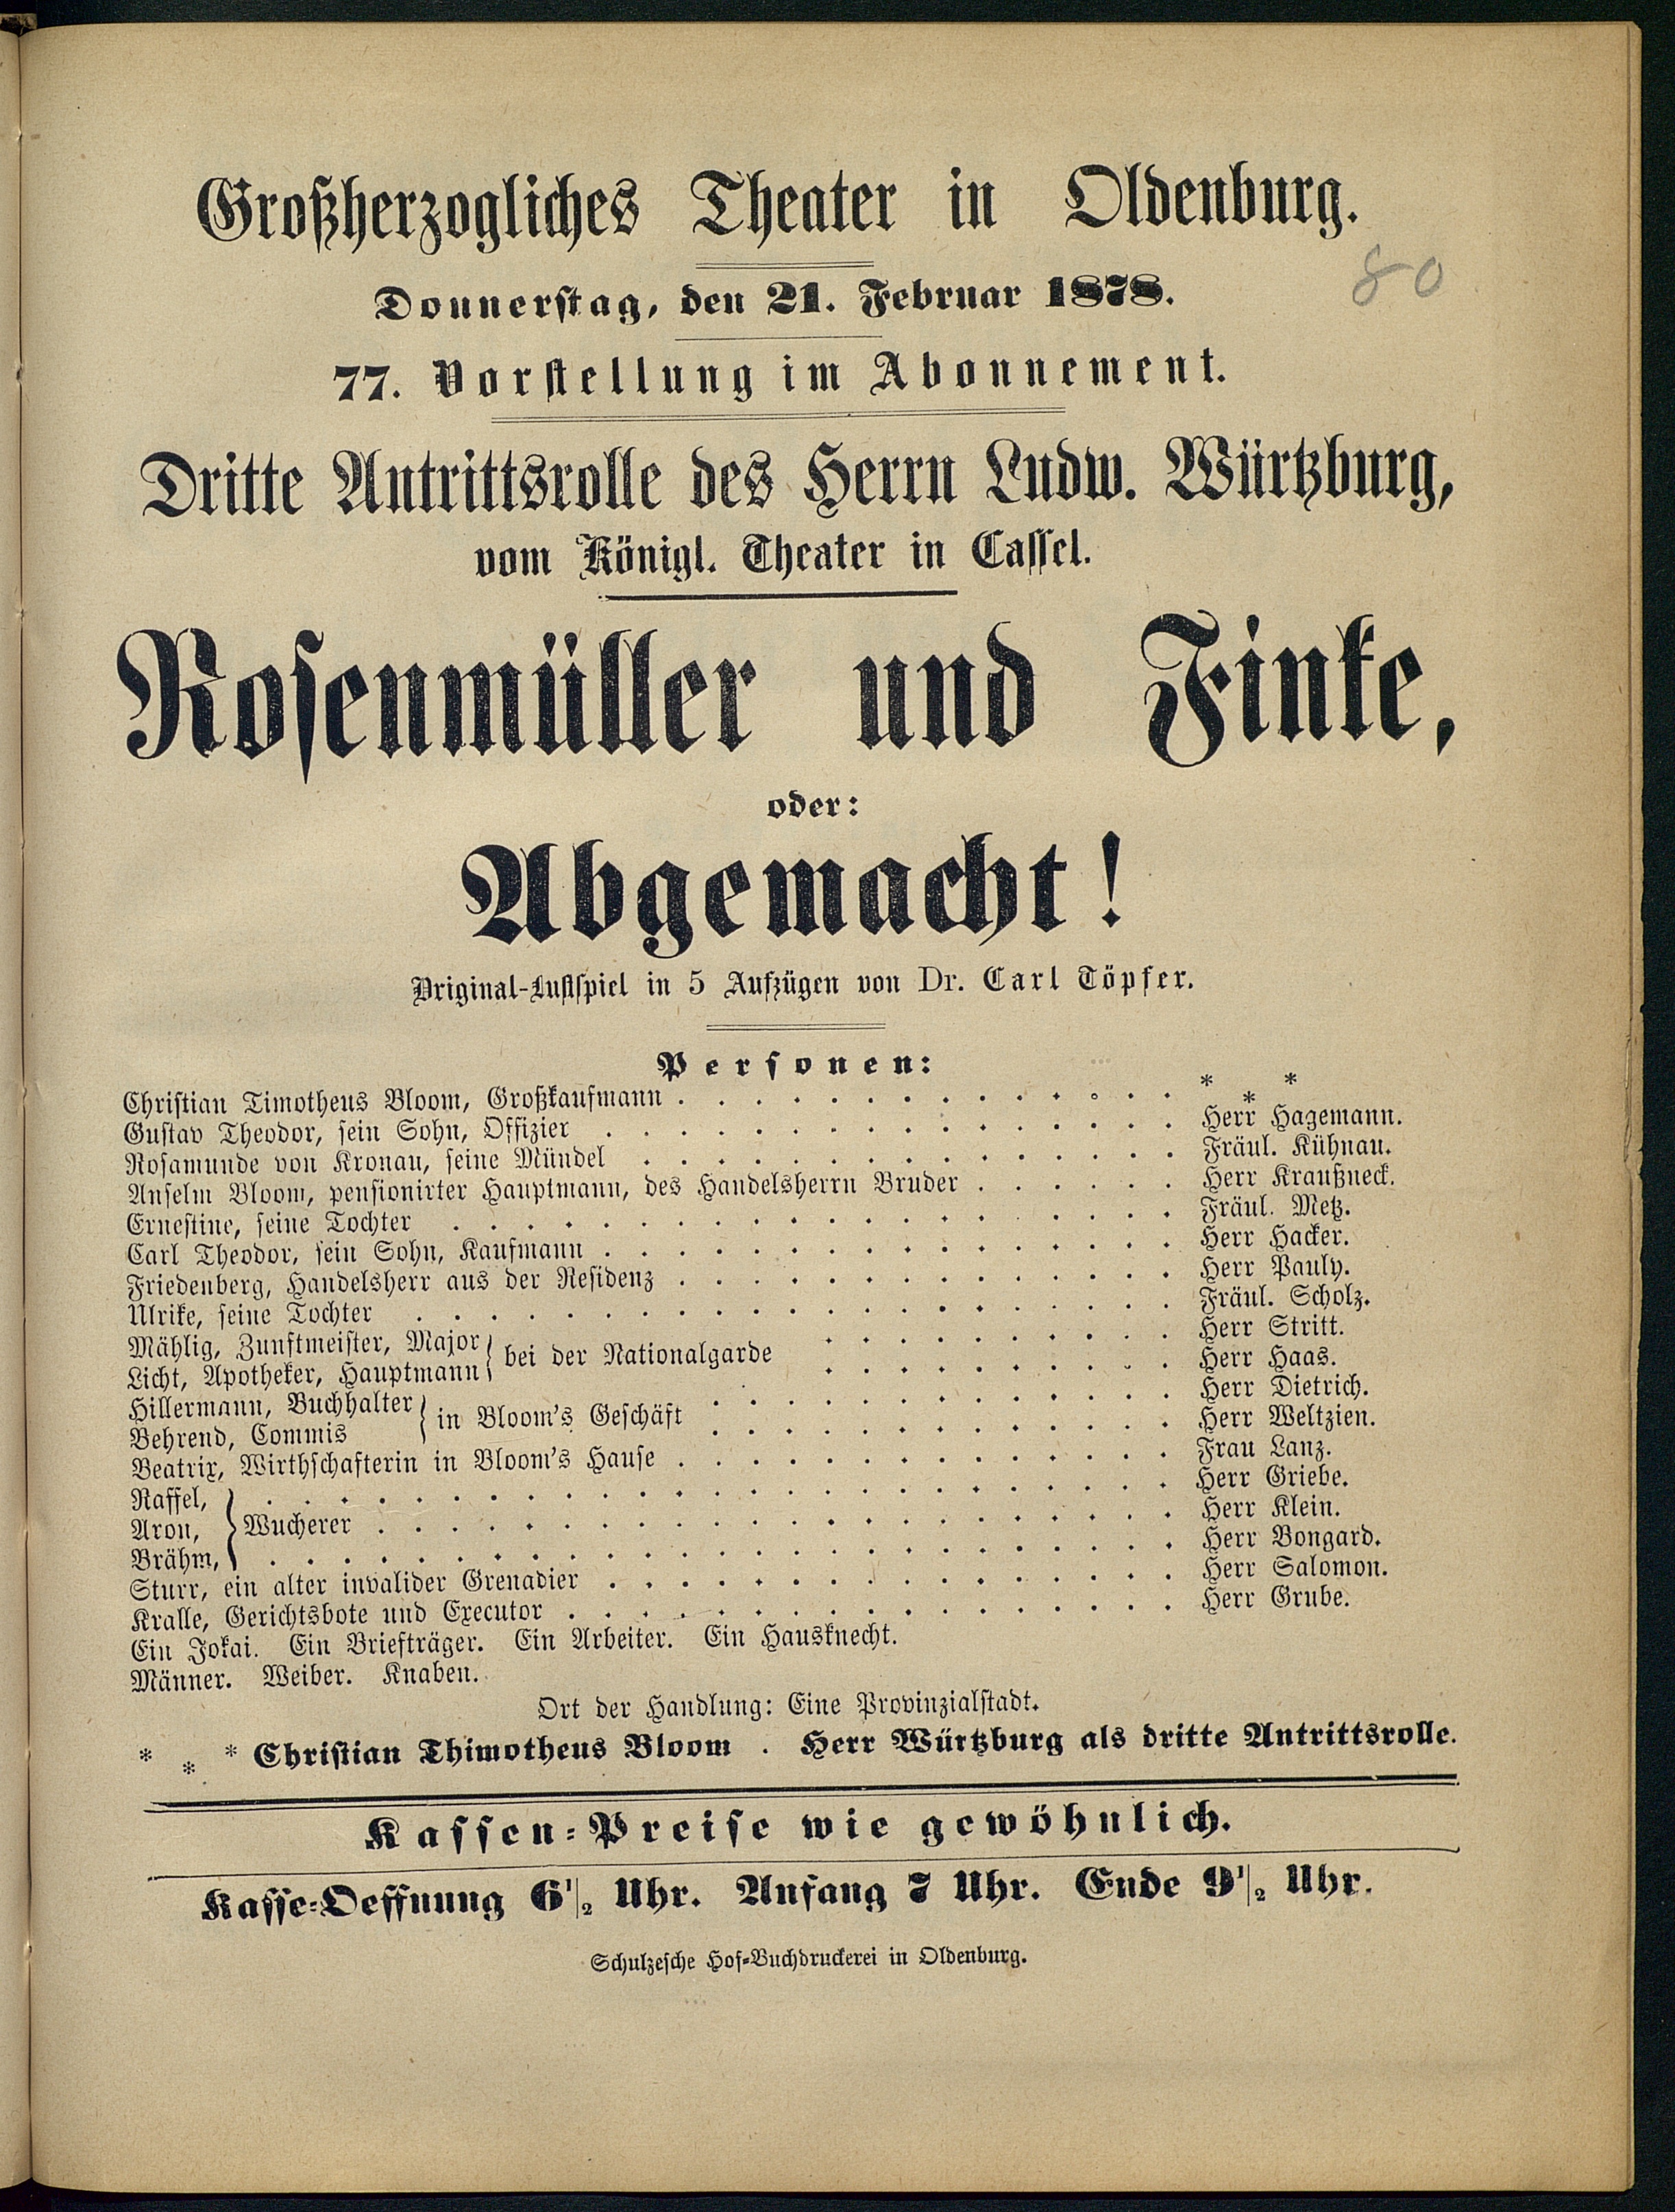 Großherzogliches Theater in Oldenburg.
80
Donnerstag, den 21. Februar 1878.
77. Vorstellung im Abonnement.
Dritte Antrittsrolle des Herrn Ludw. Würtzburg,
vom Königl. Theater in Cassel.
Rosenmüller und Finke,
oder:
Abgemacht!
Original-Lustspiel in 5 Aufzügen von Dr. Carl Töpfer.
Personen:
Christian Timotheus Bloom, Großkaufmann . . . . . . . . . . . . . . * * *
Gustav Theodor, sein Sohn, Offizier . . . . . . . . . . . . . . . . Herr Hagemann.
Rosamunde von Kronau, seine Mündel . . . . . . . . . . . . . . . Fräul. Kühnau.
Anselm Bloom, pensionirter Hauptmann, des Handelsherrn Bruder . . . . . . Herr Kraußneck.
Ernestine, seine Tochter . . . . . . . . . . . . . . . . . . . Fräul. Metz.
Carl Theodor, sein Sohn, Kaufmann . . . . . . . . . . . . . . . . Herr Hacker.
Friedenberg, Handelsherr aus der Residenz . . . . . . . . . . . . . . Herr Pauly.
Ulrike, seine Tochter . . . . . . . . . . . . . . . . . . . . . Fräul. Scholz.
Mählig, Zunftmeister, Major } bei der Nationalgarde . . . . . . . . . . Herr Stritt.
Licht, Apotheker, Hauptmann } . . . . . . . . . . Herr Haas.
Hillermann, Buchhalter } in Bloom's Geschäft . . . . . . . . . . . . . Herr Dietrich.
Behrend, Commis } . . . . . . . . . . . . . Herr Weltzien.
Beatrix, Wirthschafterin in Bloom's Hause . . . . . . . . . . . . . . Frau Lanz.
Raffel, } . . . . . . . . . . . . . . . . . . . . . . . . . Herr Griebe.
Aron, } Wucherer . . . . . . . . . . . . . . . . . . . . . . Herr Klein.
Brähm, } . . . . . . . . . . . . . . . . . . . . . . . . . Herr Bongard.
Sturr, ein alter invalider Grenadier . . . . . . . . . . . . . . . . Herr Salomon.
Kralle, Gerichtsbote und Executor . . . . . . . . . . . . . . . . . Herr Grube.
Ein Jokai. Ein Briefträger. Ein Arbeiter. Ein Hausknecht.
Männer. Weiber. Knaben.
Ort der Handlung: Eine Provinzialstadt.
* * * Christian Thimotheus Bloom . Herr Würtzburg als dritte Antrittsrolle.
Kassen-Preise wie gewöhnlich.
Kasse-Oeffnung 6 1/2 Uhr. Anfang 7 Uhr. Ende 9 1/2 Uhr.
Schulzesche Hof-Buchdruckerei in Oldenburg.